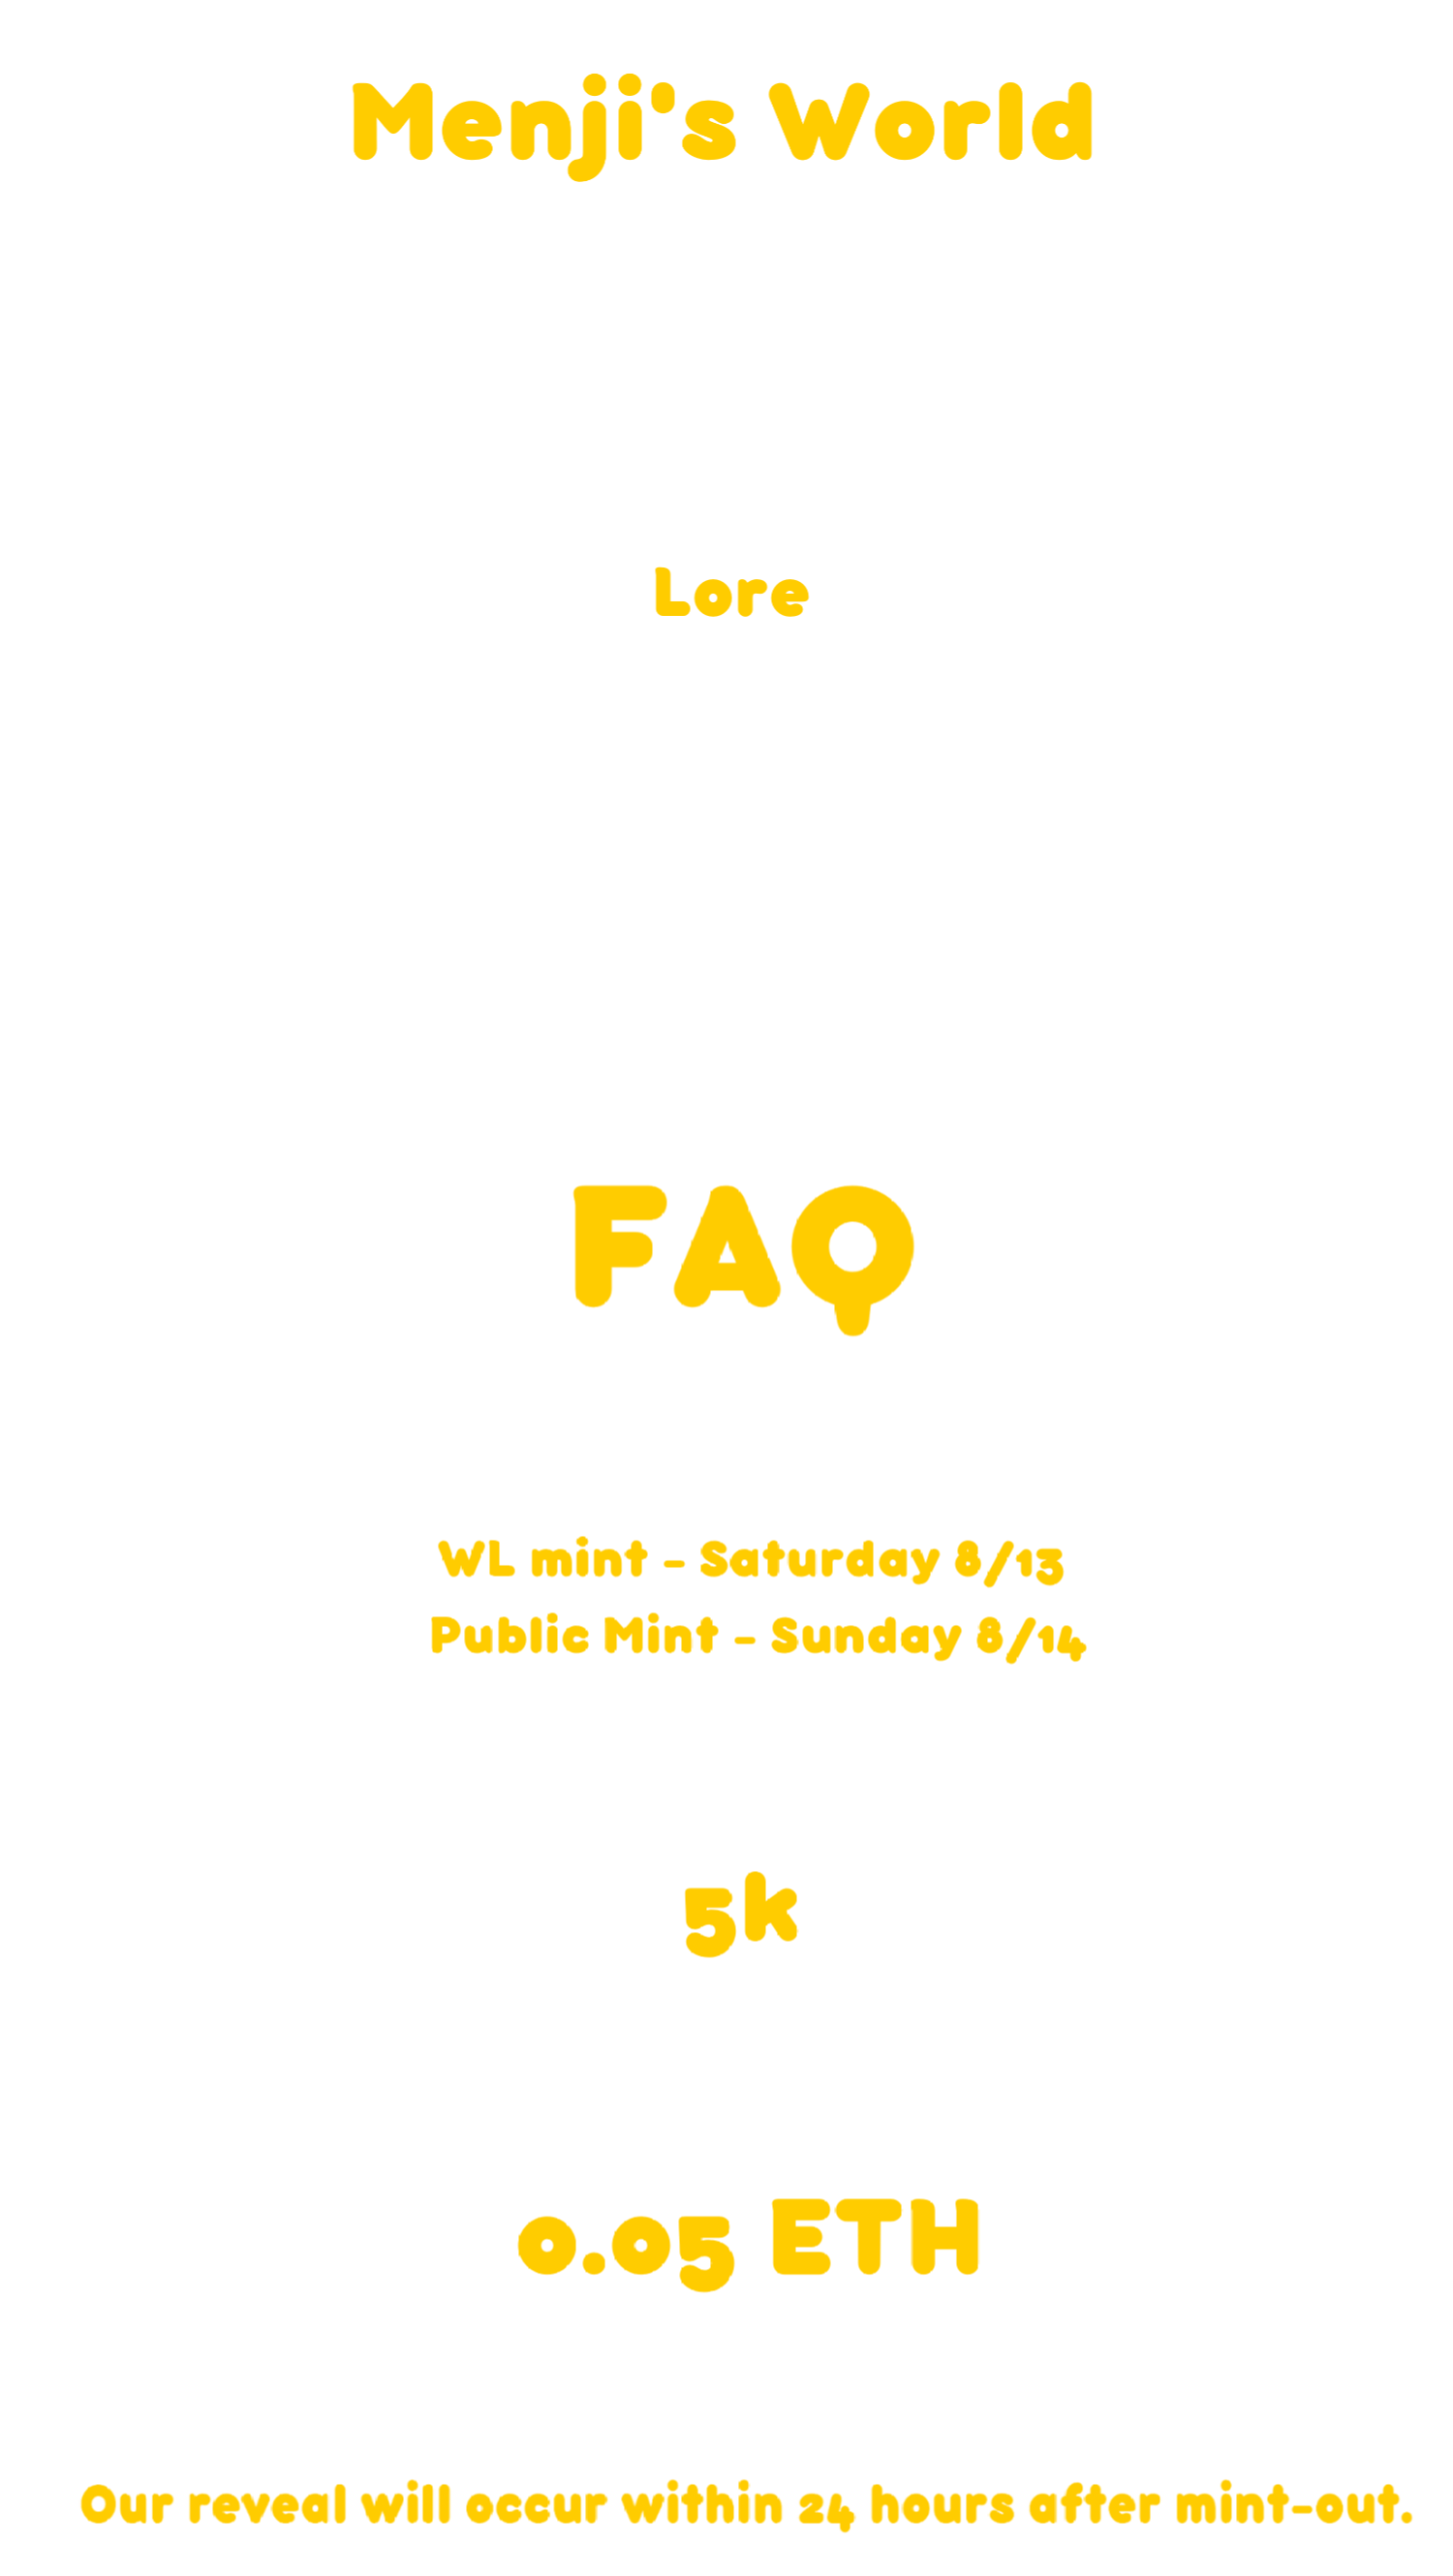 Menji's World
Lore
FAQ
WL mint - Saturday 8/13
Public Mint - Sunday 8/14
5k
0.05 ETH
Our reveal will occur within 24 hours after mint-out.